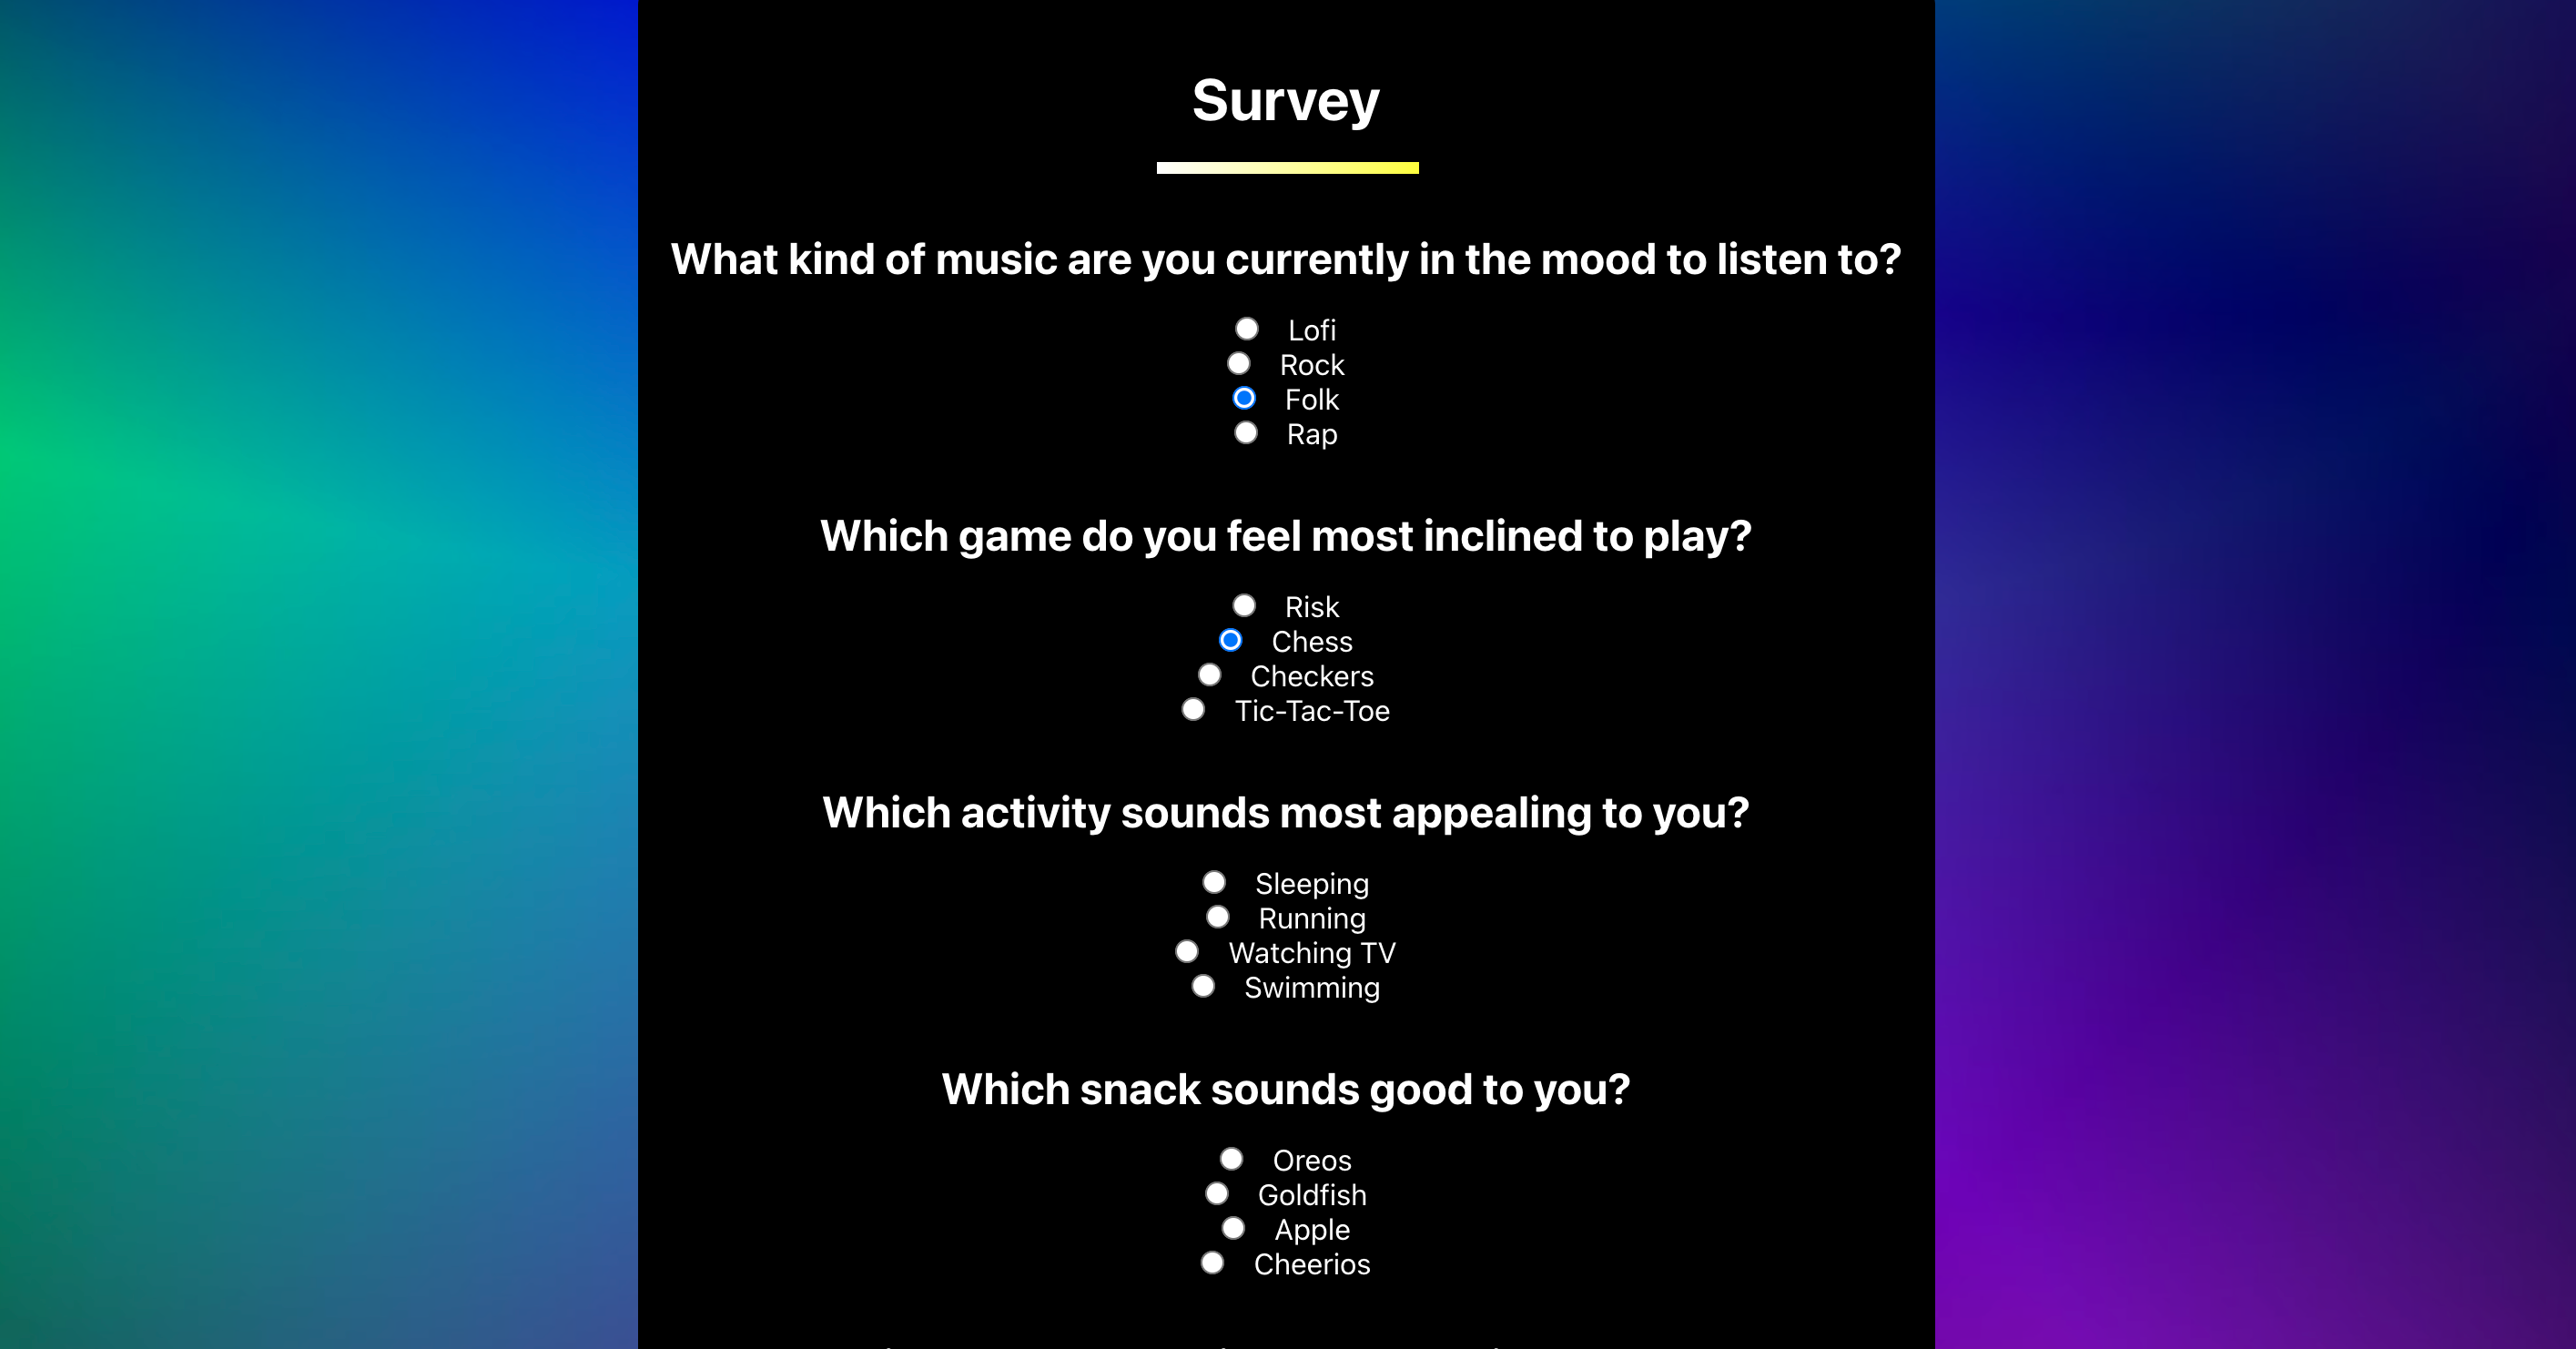 Survey
What kind of music are you currently in the mood to listen to?
Lofi
Rock
Folk
Rap
Which game do you feel most inclined to play?
Risk
Chess
Checkers
Tic-Tac-Toe
Which activity sounds most appealing to you?
Sleeping
Running
Watching TV
Swimming
Which snack sounds good to you?
Oreos
Goldfish
Apple
Cheerios